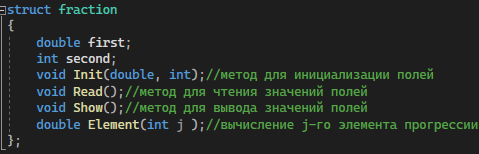 struct fraction
{
double first;
int second;
void Init(double, int);//метод для инициализации полей
void Read();//метод для чтения значений полей
void Show();//метод для вывода значений полей
double Element(int j );//вычисление j-го элемента прогрессии
};